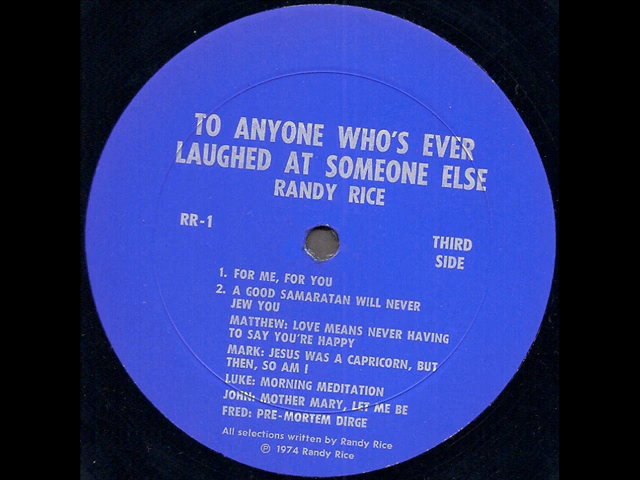 TO ANYONE WHO'S EVER
LAUGHED AT SOMEONE ELSE
RANDY RICE
RR-1
THIRD
SIDE
1. FOR ME, FOR YOU
2. A GOOD SAMARATAN WILL NEVER
JEW YOU
MATTHEW: LOVE MEANS NEVER HAVING
TO SAY YOU'RE HAPPY
MARK: JESUS WAS A CAPRICORN, BUT
THEN, SO AM I
LUKE: MORNING MEDITATION
JOHN: MOTHER MARY, LET ME BE
FRED: PRE-MORTEM DIRGE
All selections written by Randy Rice
℗ 1974 Randy Rice